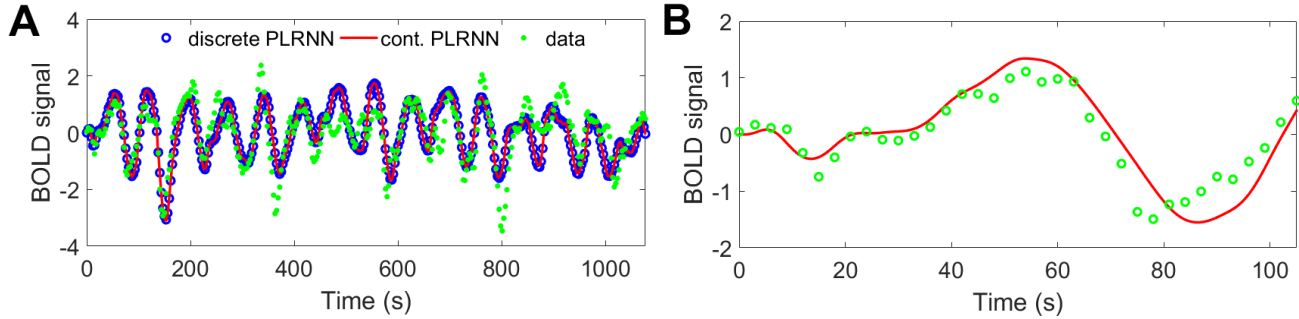 A
discrete PLRNN cont. PLRNN data
4
2
0
-2
-4
BOLD signal
0 200 400 600 800 1000
Time (s)
B
2
1
0
-1
-2
BOLD signal
0 20 40 60 80 100
Time (s)